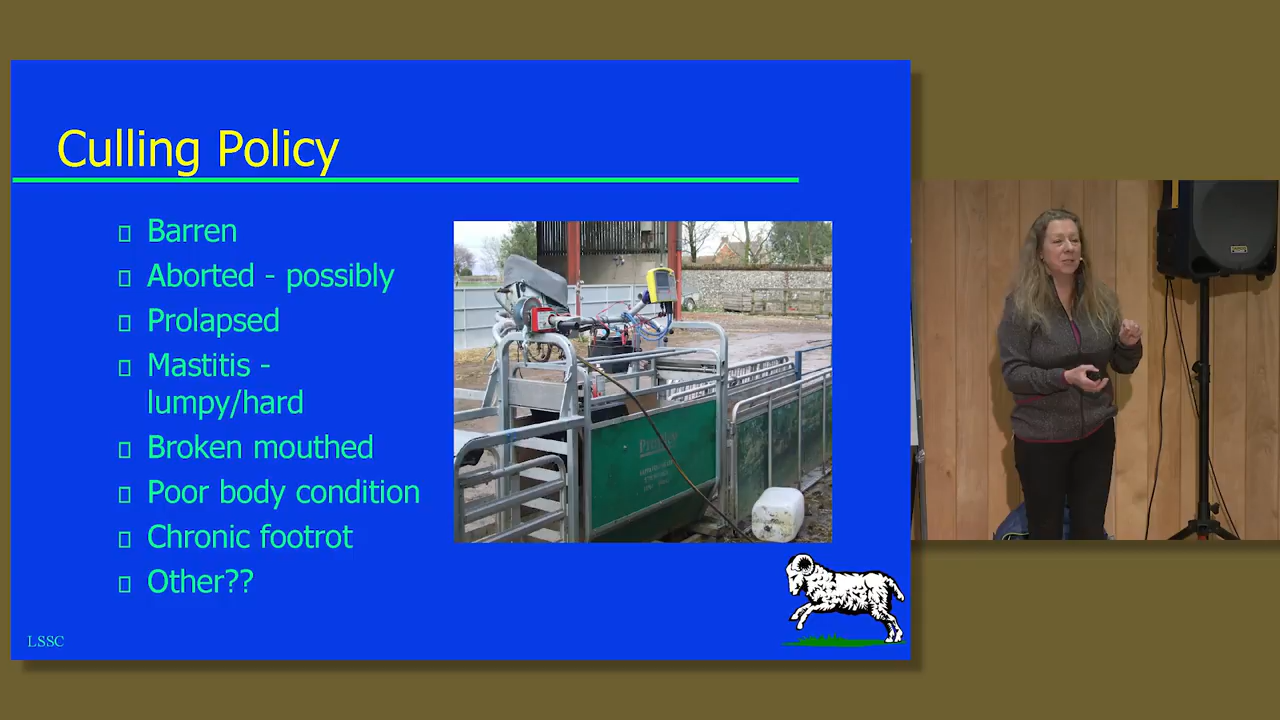 Culling Policy
Barren
Aborted - possibly
Prolapsed
Mastitis -
lumpy/hard
Broken mouthed
Poor body condition
Chronic footrot
Other??
LSSC